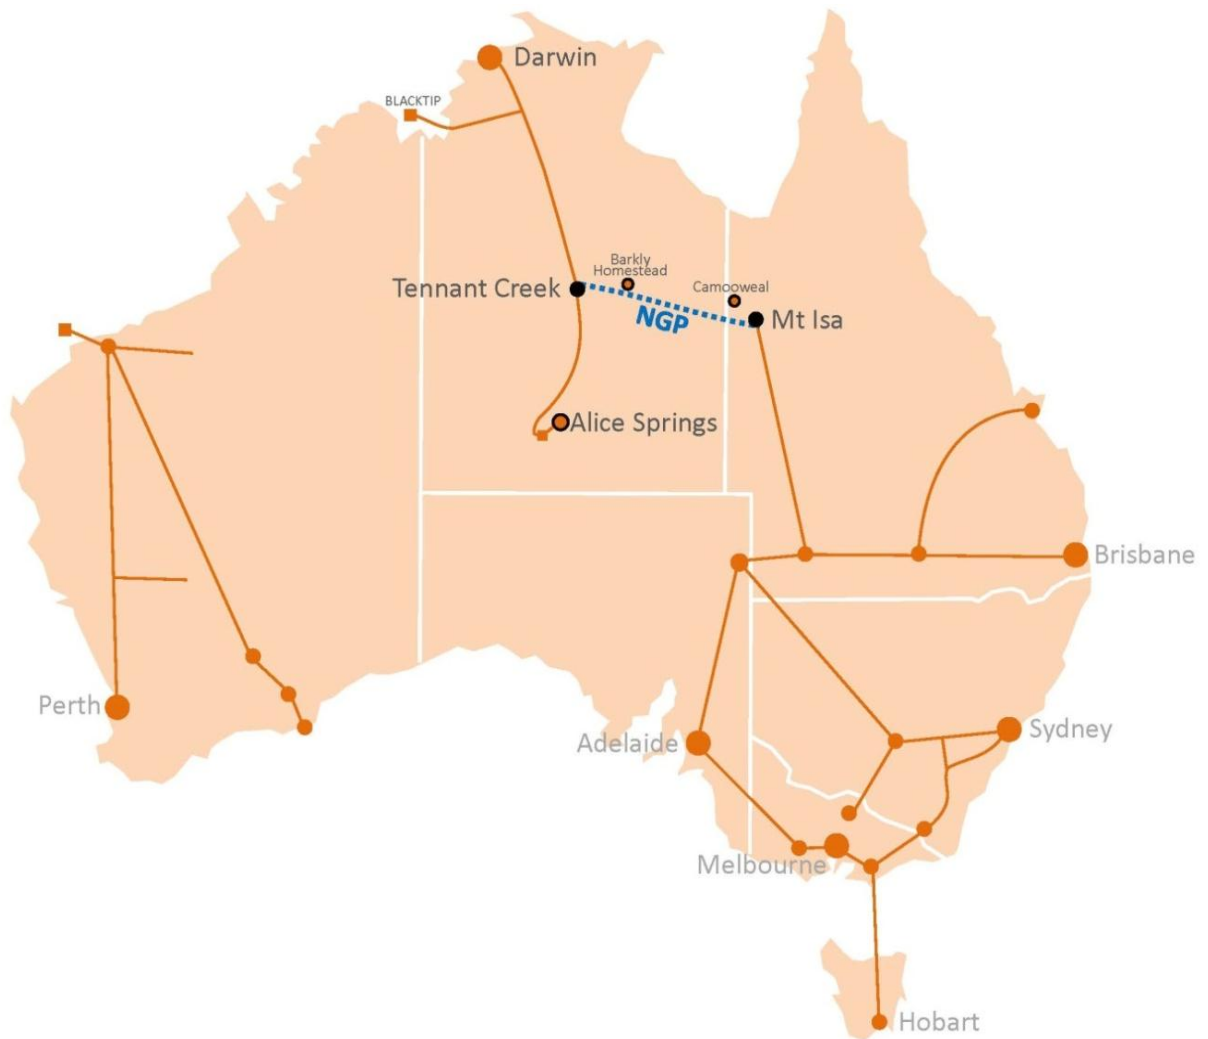 Darwin
BLACKTIP
Barkly
Homestead
Tennant Creek
Camooweal
NGP
Mt Isa
Alice Springs
Brisbane
Perth
Adelaide
Sydney
Melbourne
Hobart